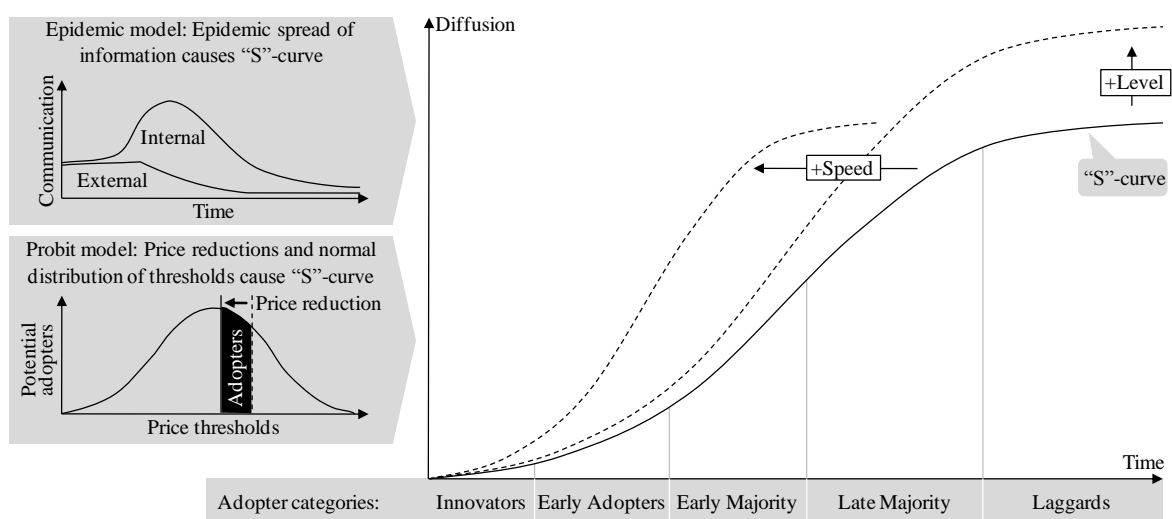 Epidemic model: Epidemic spread of
information causes “S”-curve
Communication
Internal
External
Time
Probit model: Price reductions and normal
distribution of thresholds cause “S”-curve
Price reduction
Potential
adopters
Adopters
Price thresholds
Diffusion
+Level
+Speed
“S”-curve
Time
Adopter categories:
Innovators
Early Adopters
Early Majority
Late Majority
Laggards